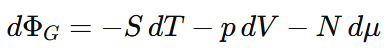 dΦ_G = −S dT − p dV − N dμ